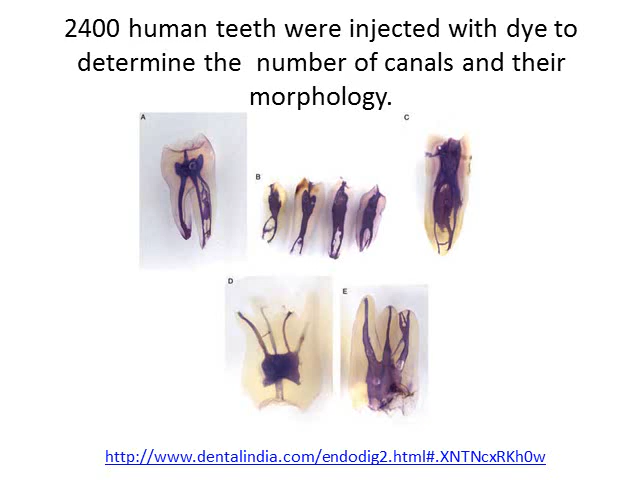 2400 human teeth were injected with dye to
determine the  number of canals and their
morphology.
A
C
B
D
E
http://www.dentalindia.com/endodig2.html#.XNTNcxRKh0w